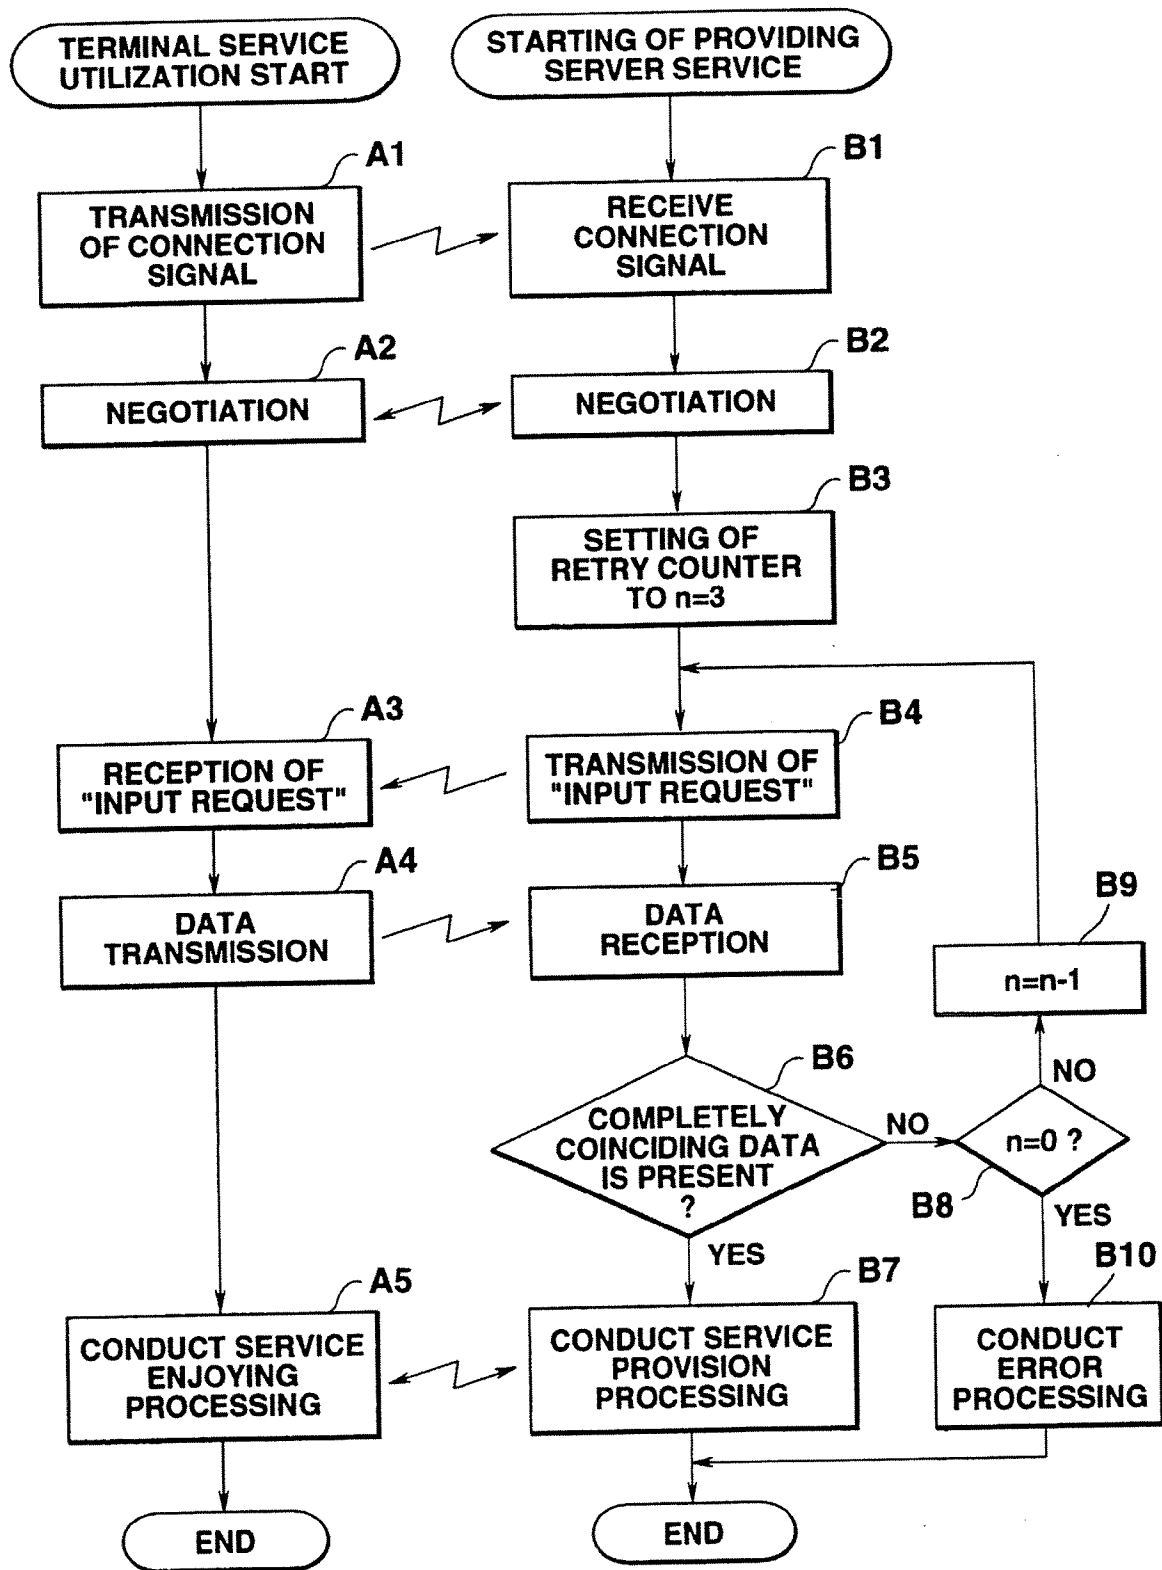 TERMINAL SERVICE
UTILIZATION START
STARTING OF PROVIDING
SERVER SERVICE
A1
TRANSMISSION
OF CONNECTION
SIGNAL
B1
RECEIVE
CONNECTION
SIGNAL
A2
NEGOTIATION
B2
NEGOTIATION
B3
SETTING OF
RETRY COUNTER
TO n=3
A3
RECEPTION OF
"INPUT REQUEST"
B4
TRANSMISSION OF
"INPUT REQUEST"
A4
DATA
TRANSMISSION
B5
DATA
RECEPTION
B9
n=n-1
B6
COMPLETELY
COINCIDING DATA
IS PRESENT
?
NO
YES
NO
n=0 ?
B8
YES
A5
CONDUCT SERVICE
ENJOYING
PROCESSING
B7
CONDUCT SERVICE
PROVISION
PROCESSING
B10
CONDUCT
ERROR
PROCESSING
END
END